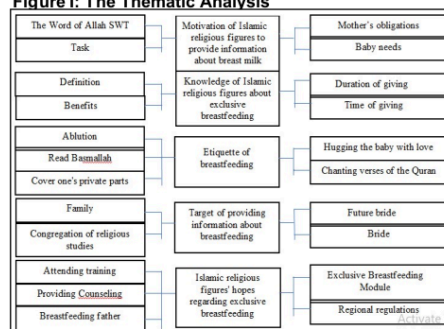 Figure I: The Thematic Analysis
The Word of Allah SWT
Task
Motivation of Islamic
religious figures to
provide information
about breast milk
Mother's obligations
Baby needs
Definition
Benefits
Knowledge of Islamic
religious figures about
exclusive
breastfeeding
Duration of giving
Time of giving
Ablution
Read Basmallah
Cover one's private parts
Etiquette of
breastfeeding
Hugging the baby with love
Chanting verses of the Quran
Family
Congregation of religious
studies
Target of providing
information about
breastfeeding
Future bride
Bride
Attending training
Providing Counseling
Breastfeeding father
Islamic religious
figures' hopes
regarding exclusive
breastfeeding
Exclusive Breastfeeding
Module
Regional regulations
Activate